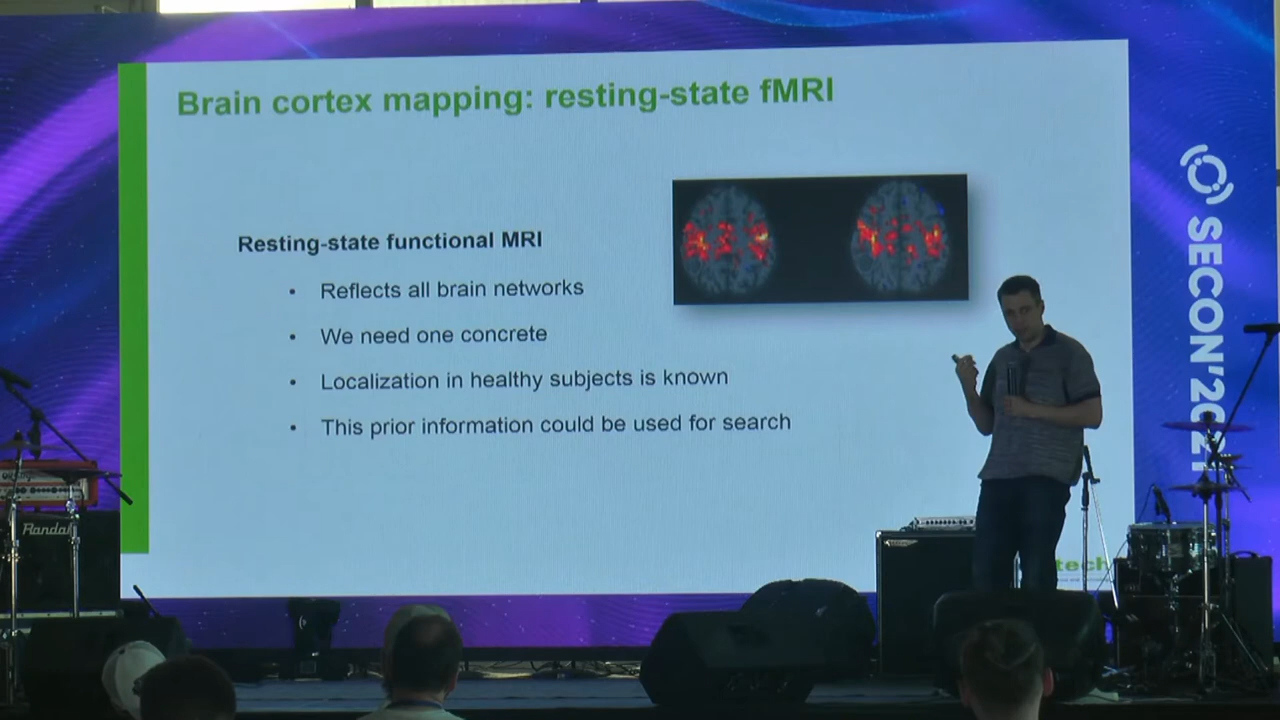 Brain cortex mapping: resting-state fMRI
Resting-state functional MRI
• Reflects all brain networks
• We need one concrete
• Localization in healthy subjects is known
• This prior information could be used for search
SECON'2021
Randall
tech